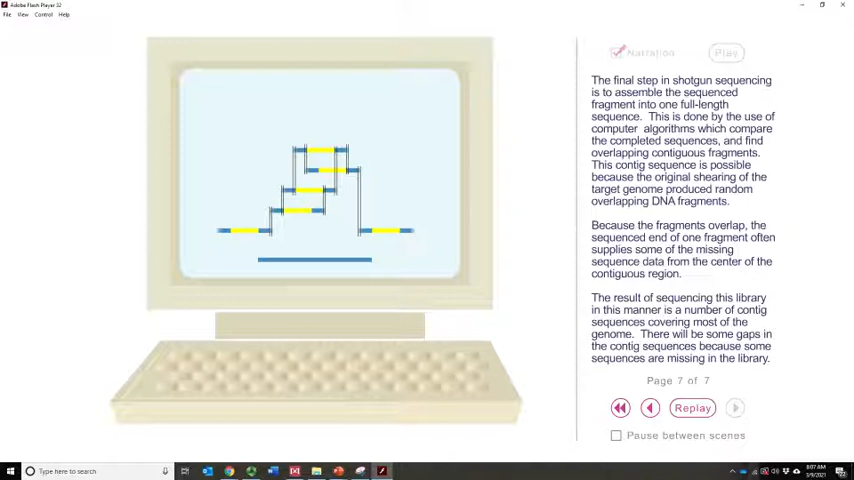 Adobe Flash Player 32
File View Control Help
Narration Play
The final step in shotgun sequencing
is to assemble the sequenced
fragment into one full-length
sequence. This is done by the use of
computer algorithms which compare
the completed sequences, and find
overlapping contiguous fragments.
This contig sequence is possible
because the original shearing of the
target genome produced random
overlapping DNA fragments.
Because the fragments overlap, the
sequenced end of one fragment often
supplies some of the missing
sequence data from the center of the
contiguous region.
The result of sequencing this library
in this manner is a number of contig
sequences covering most of the
genome. There will be some gaps in
the contig sequences because some
sequences are missing in the library.
Page 7 of 7
Replay
Pause between scenes
Type here to search
8:07 AM
3/9/2021